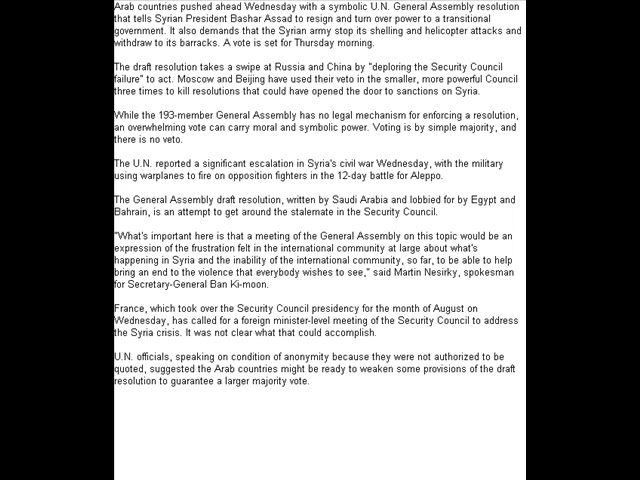 Arab countries pushed ahead Wednesday with a symbolic U.N. General Assembly resolution
that tells Syrian President Bashar Assad to resign and turn over power to a transitional
government. It also demands that the Syrian army stop its shelling and helicopter attacks and
withdraw to its barracks. A vote is set for Thursday morning.
The draft resolution takes a swipe at Russia and China by "deploring the Security Council
failure" to act. Moscow and Beijing have used their veto in the smaller, more powerful Council
three times to kill resolutions that could have opened the door to sanctions on Syria.
While the 193-member General Assembly has no legal mechanism for enforcing a resolution,
an overwhelming vote can carry moral and symbolic power. Voting is by simple majority, and
there is no veto.
The U.N. reported a significant escalation in Syria's civil war Wednesday, with the military
using warplanes to fire on opposition fighters in the 12-day battle for Aleppo.
The General Assembly draft resolution, written by Saudi Arabia and lobbied for by Egypt and
Bahrain, is an attempt to get around the stalemate in the Security Council.
"What's important here is that a meeting of the General Assembly on this topic would be an
expression of the frustration felt in the international community at large about what's
happening in Syria and the inability of the international community, so far, to be able to help
bring an end to the violence that everybody wishes to see," said Martin Nesirky, spokesman
for Secretary-General Ban Ki-moon.
France, which took over the Security Council presidency for the month of August on
Wednesday, has called for a foreign minister-level meeting of the Security Council to address
the Syria crisis. It was not clear what that could accomplish.
U.N. officials, speaking on condition of anonymity because they were not authorized to be
quoted, suggested the Arab countries might be ready to weaken some provisions of the draft
resolution to guarantee a larger majority vote.